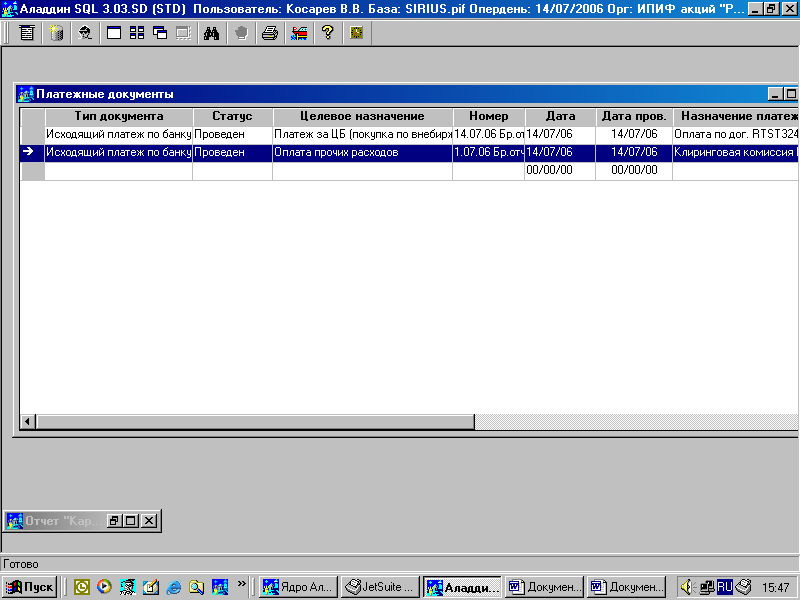 Аладдин SQL 3.03.SD (STD) Пользователь: Косарев В.В. База: SIRIUS.pif Опердень: 14/07/2006 Орг: ИПИФ акций "Р...
Платежные документы
Тип документа Статус Целевое назначение Номер Дата Дата пров. Назначение платеж
Исходящий платеж по банку Проведен Платеж за ЦБ (покупка по внебирж 14.07.06 Бр.от 14/07/06 14/07/06 Оплата по дог. RTST324
Исходящий платеж по банку Проведен Оплата прочих расходов 1.07.06 Бр.отч 14/07/06 14/07/06 Клиринговая комиссия
00/00/00 00/00/00
Отчет "Кар...
Готово
Пуск » Ядро Ал... JetSuite ... Аладди... Документ... Документ... RU 15:47